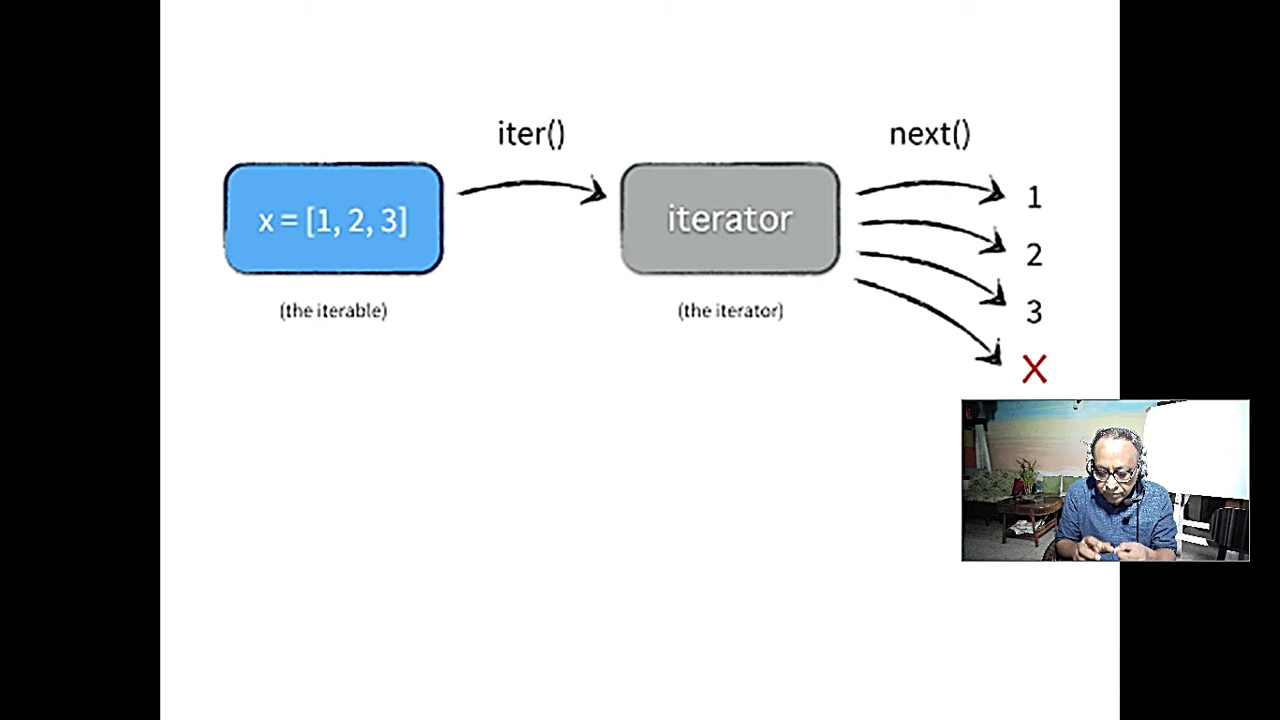 iter()
next()
x = [1, 2, 3]
iterator
1
2
3
X
(the iterable)
(the iterator)